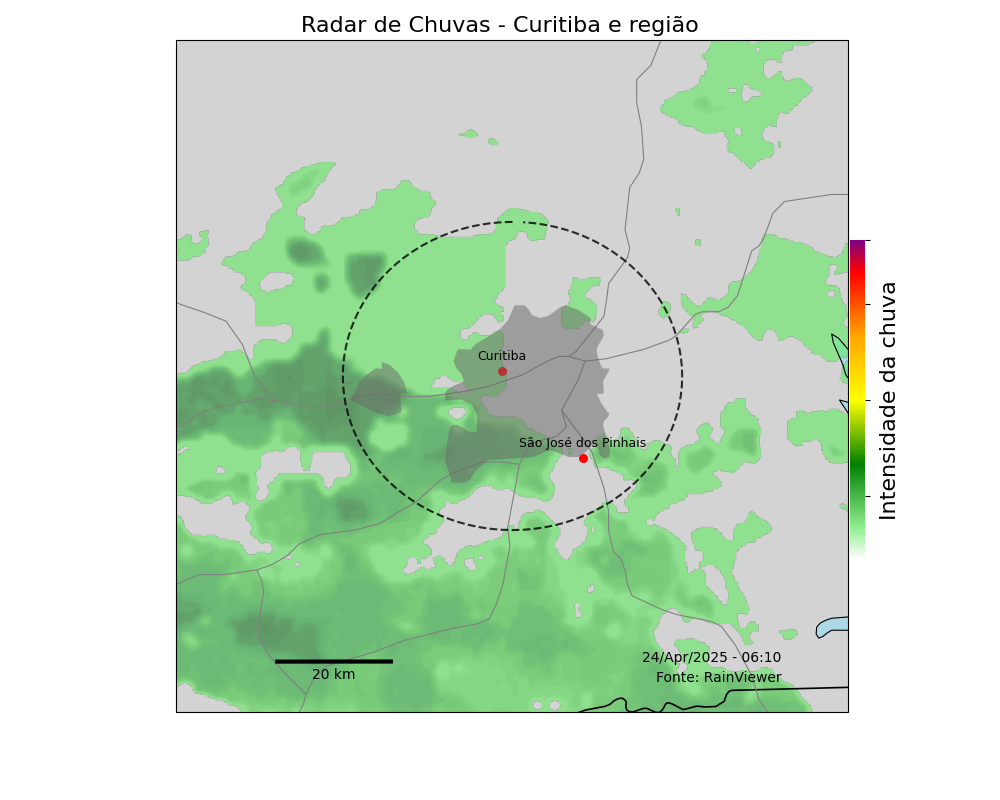 Radar de Chuvas - Curitiba e região
Curitiba
São José dos Pinhais
Intensidade da chuva
24/Apr/2025 - 06:10
20 km
Fonte: RainViewer